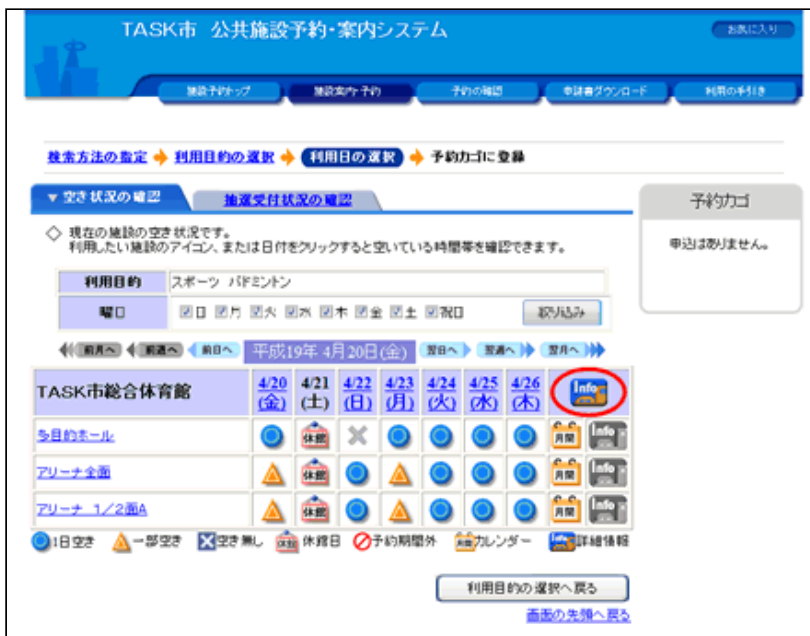 TASK市 公共施設予約・案内システム
お気に入り
施設予約トップ 施設案内・予約 予約の確認 申請書ダウンロード 利用の手引き
検索方法の指定 利用目的の選択 利用日の選択 予約カゴに登録
▼ 空き状況の確認 抽選受付状況の確認
予約カゴ
◇ 現在の施設の空き状況です。
利用したい施設のアイコン、または日付をクリックすると空いている時間帯を確認できます。
申込はありません。
利用目的 スポーツ バドミントン
曜日 日 月 火 水 木 金 土 祝日 絞り込み
前月へ 前週へ 前日へ 平成19年 4月20日(金) 翌日へ 翌週へ 翌月へ
TASK市総合体育館 4/20(金) 4/21(土) 4/22(日) 4/23(月) 4/24(火) 4/25(水) 4/26(木) Info
多目的ホール 休館 月間 Info
アリーナ全面 休館 月間 Info
アリーナ 1/2面A 休館 月間 Info
:1日空き 一部空き 空き無し 休館 休館日 予約期間外 月間 カレンダー 詳細情報
利用目的の選択へ戻る
画面の先頭へ戻る